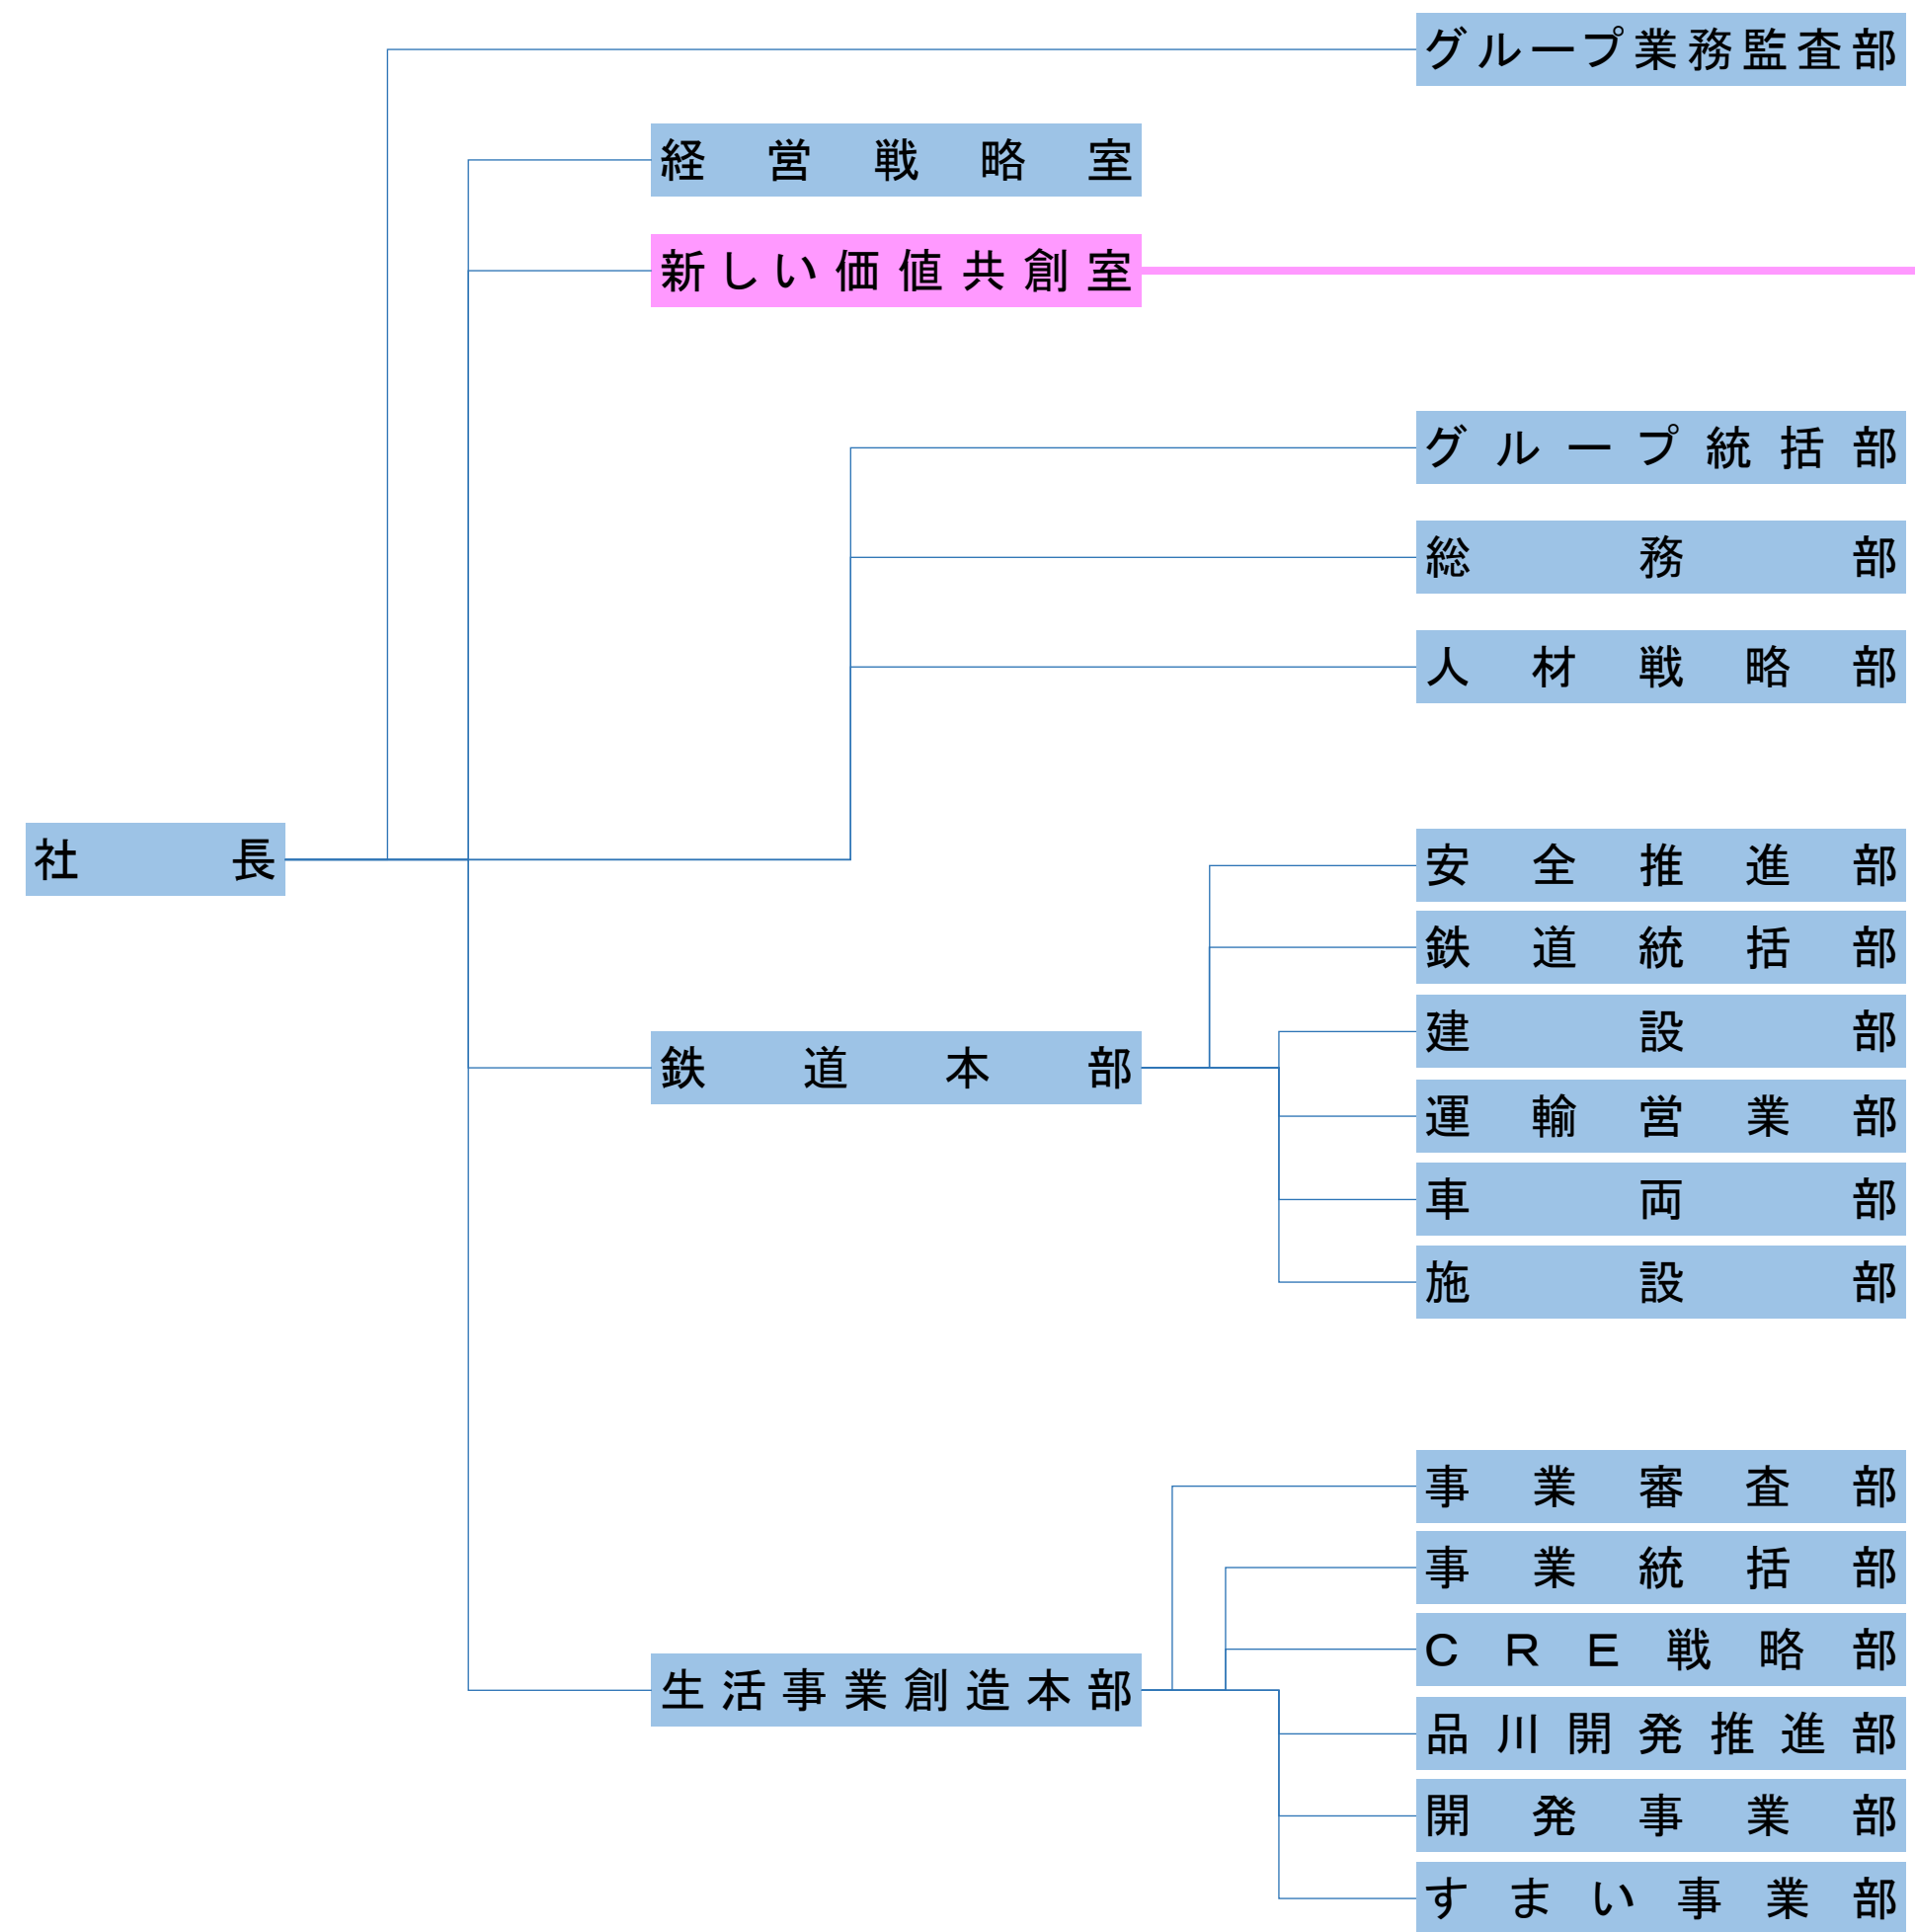 グループ業務監査部
経営戦略室
新しい価値共創室
グループ統括部
総務部
人材戦略部
社長
安全推進部
鉄道統括部
建設部
鉄道本部
運輸営業部
車両部
施設部
事業審査部
事業統括部
ＣＲＥ戦略部
生活事業創造本部
品川開発推進部
開発事業部
すまい事業部